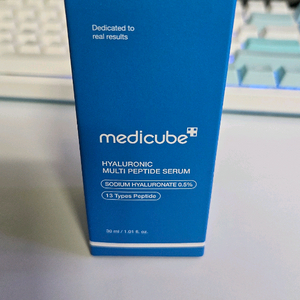 Dedicated to
real results
medicube
HYALURONIC
MULTI PEPTIDE SERUM
SODIUM HYALURONATE 0.5%
13 Types Peptide
30 ml / 1.01 fl. oz.